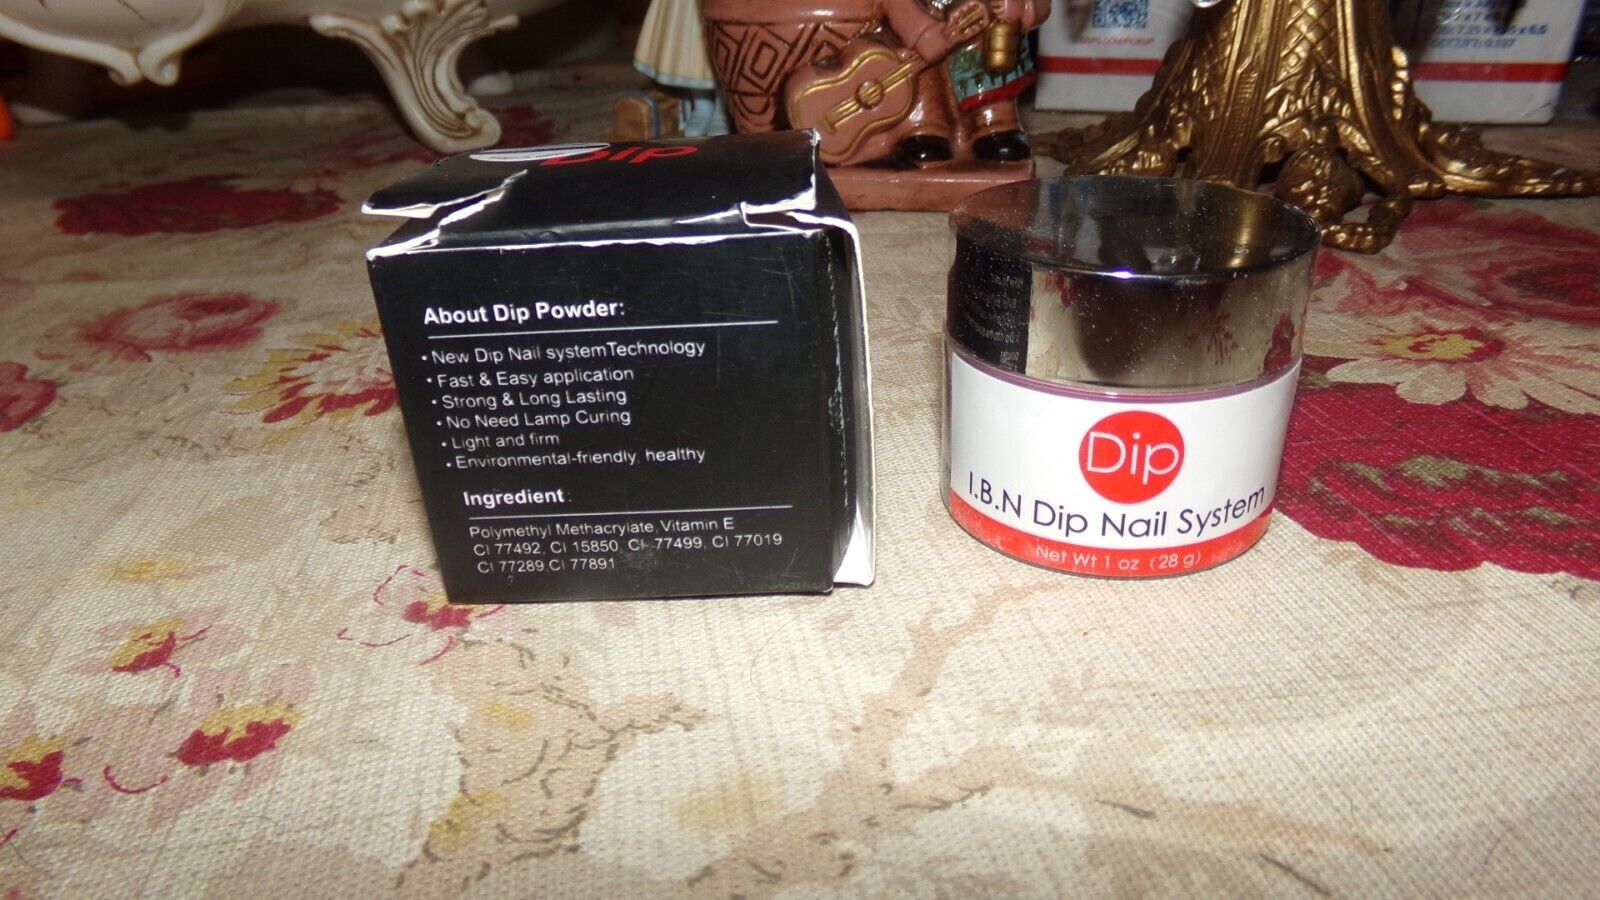 Dip
About Dip Powder:
• New Dip Nail systemTechnology
• Fast & Easy application
• Strong & Long Lasting
• No Need Lamp Curing
• Light and firm
• Environmental-friendly, healthy
Ingredient:
Polymethyl Methacrylate, Vitamin E
CI 77492, CI 15850, CI 77499, CI 77019
CI 77289, CI 77891
Dip
I.B.N Dip Nail System
Net Wt 1 oz (28 g)